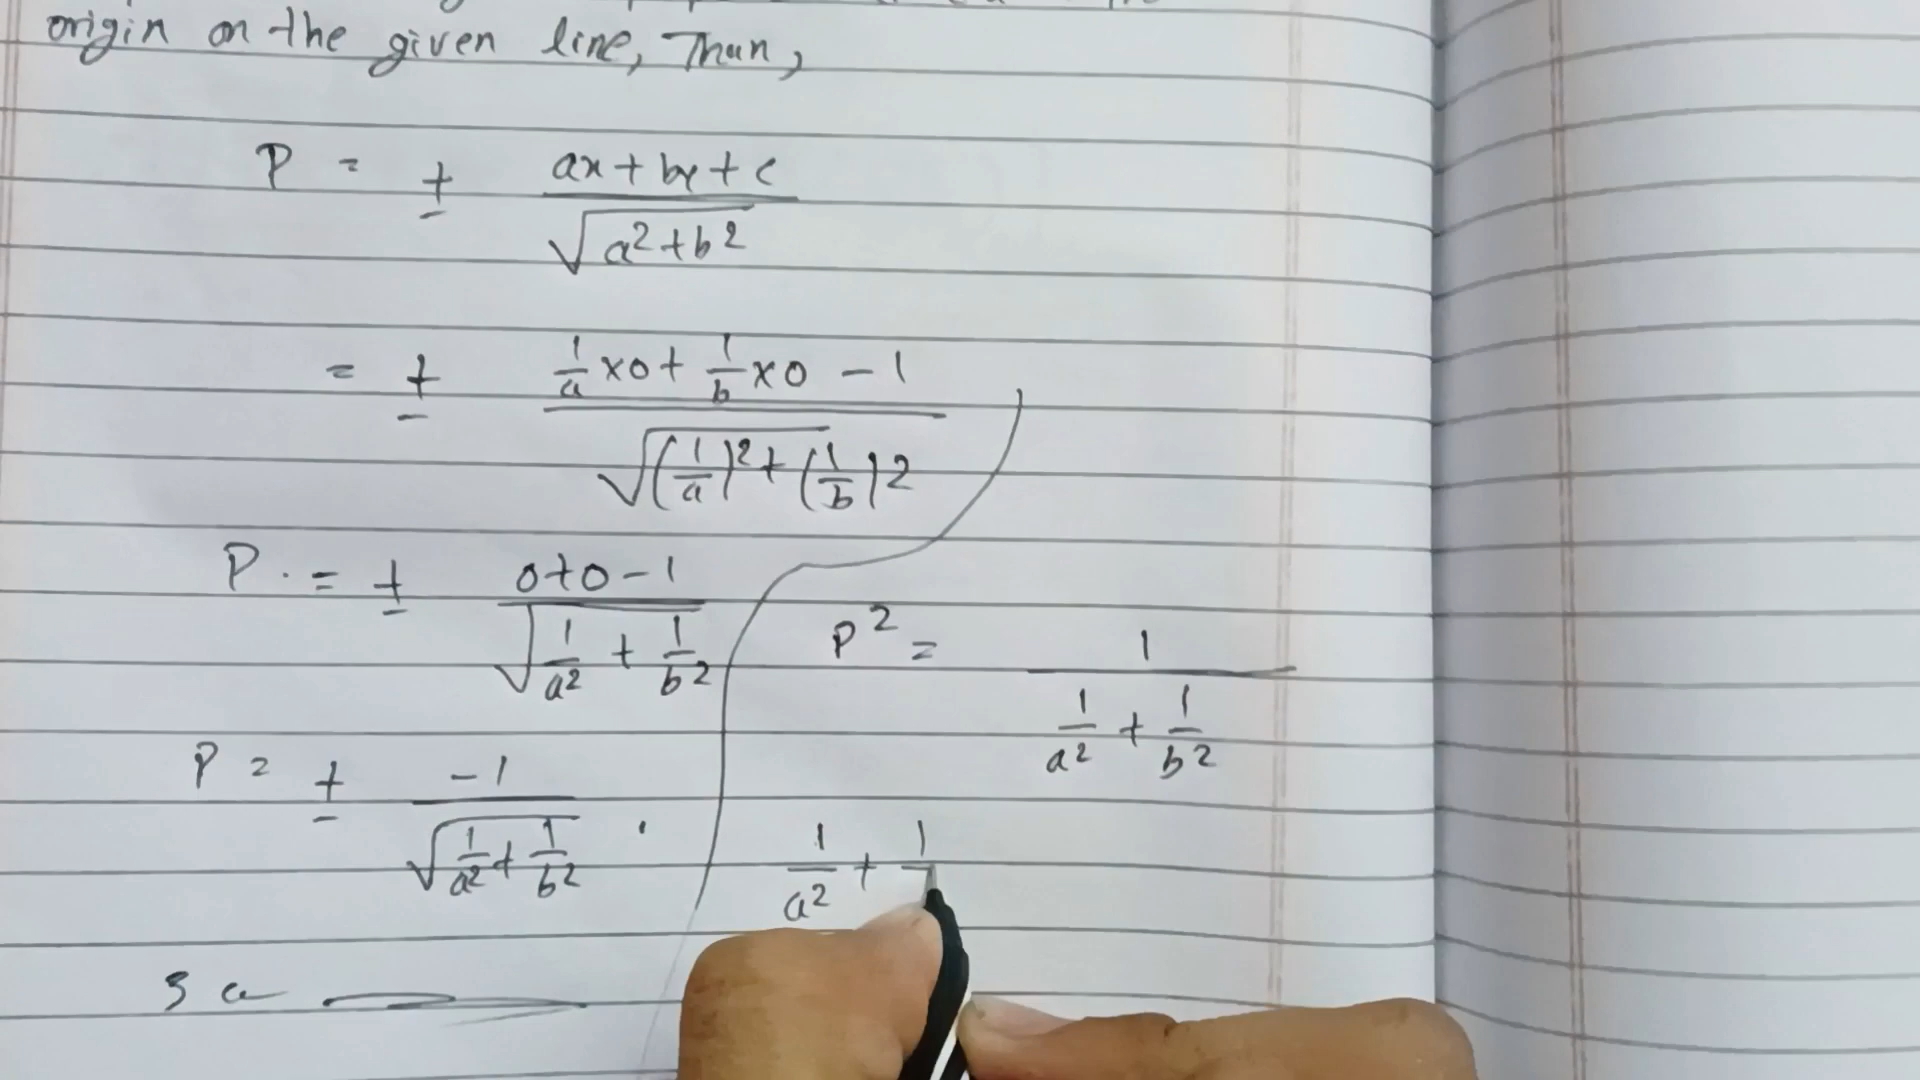 origin on the given line, Than,
P = ± ax + by + c / √a² + b²
= ± 1/a × 0 + 1/b × 0 - 1 / √(1/a)² + (1/b)2
P. = ± 0 + 0 - 1 / √1/a² + 1/b²
P = ± -1 / √1/a² + 1/b²
P² = 1 / 1/a² + 1/b²
1/a² + 1/